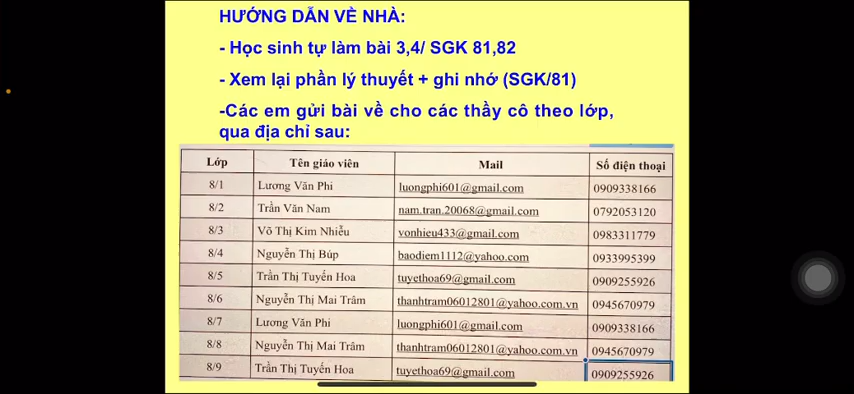 HƯỚNG DẪN VỀ NHÀ:
- Học sinh tự làm bài 3,4/ SGK 81,82
- Xem lại phần lý thuyết + ghi nhớ (SGK/81)
-Các em gửi bài về cho các thầy cô theo lớp,
qua địa chỉ sau:
Lớp Tên giáo viên Mail Số điện thoại
8/1 Lương Văn Phi luongphi601@gmail.com 0909338166
8/2 Trần Văn Nam nam.tran.20068@gmail.com 0792053120
8/3 Võ Thị Kim Nhiễu vonhieu433@gmail.com 0983311779
8/4 Nguyễn Thị Búp baodiem1112@yahoo.com 0933995399
8/5 Trần Thị Tuyến Hoa tuyethoa69@gmail.com 0909255926
8/6 Nguyễn Thị Mai Trâm thanhtram06012801@yahoo.com.vn 0945670979
8/7 Lương Văn Phi luongphi601@gmail.com 0909338166
8/8 Nguyễn Thị Mai Trâm thanhtram06012801@yahoo.com.vn 0945670979
8/9 Trần Thị Tuyến Hoa tuyethoa69@gmail.com 0909255926